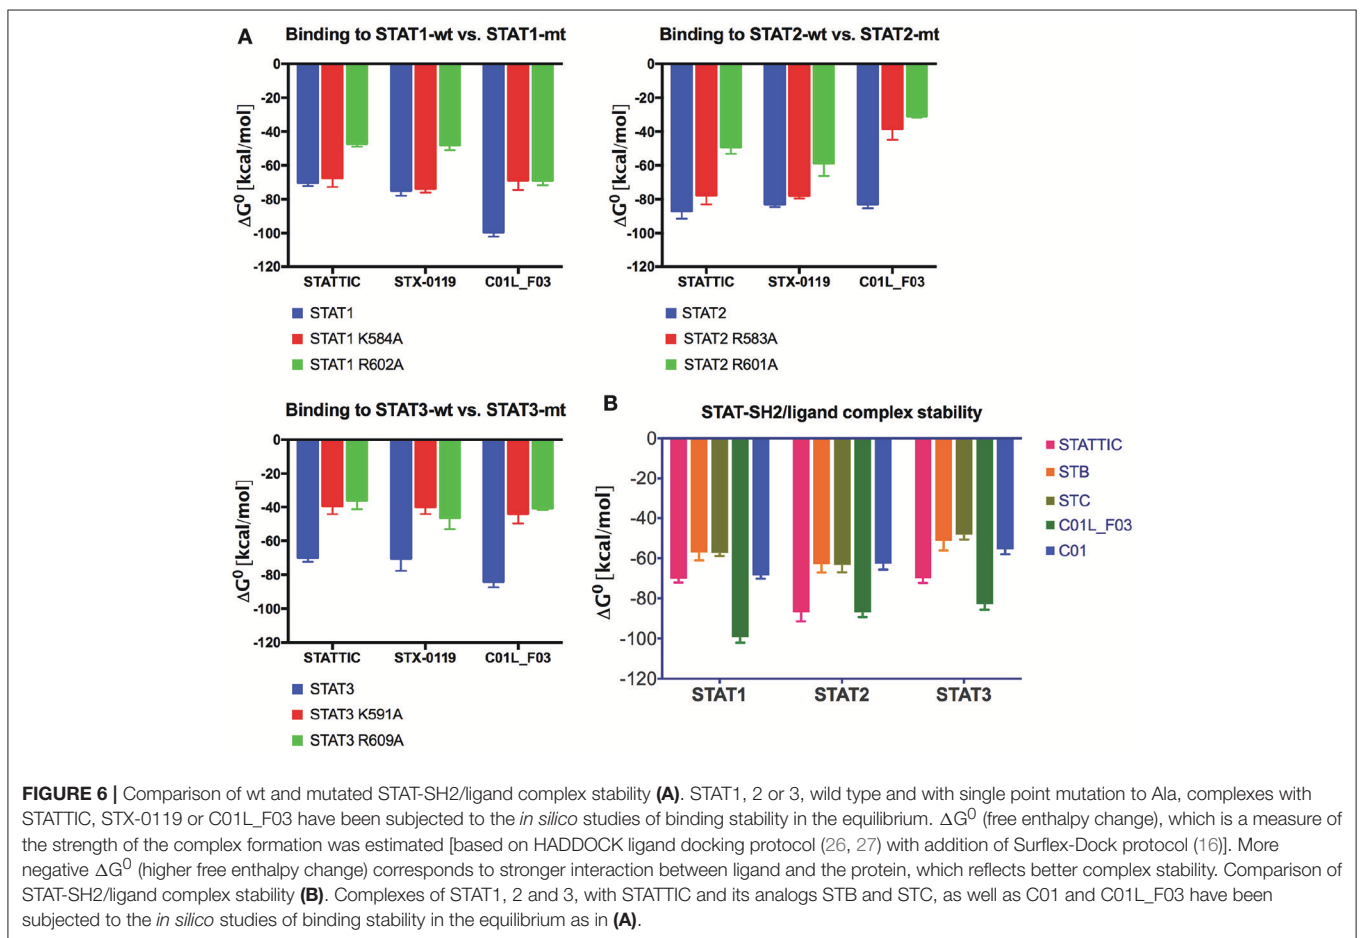 A
Binding to STAT1-wt vs. STAT1-mt
0
-20
-40
-60
-80
-100
-120
ΔG⁰ [kcal/mol]
STATTIC STX-0119 C01L_F03
STAT1
STAT1 K584A
STAT1 R602A
Binding to STAT2-wt vs. STAT2-mt
0
-20
-40
-60
-80
-100
-120
ΔG⁰ [kcal/mol]
STATTIC STX-0119 C01L_F03
STAT2
STAT2 R583A
STAT2 R601A
Binding to STAT3-wt vs. STAT3-mt
0
-20
-40
-60
-80
-100
-120
ΔG⁰ [kcal/mol]
STATTIC STX-0119 C01L_F03
STAT3
STAT3 K591A
STAT3 R609A
B
STAT-SH2/ligand complex stability
0
-20
-40
-60
-80
-100
-120
ΔG⁰ [kcal/mol]
STAT1 STAT2 STAT3
STATTIC
STB
STC
C01L_F03
C01
FIGURE 6 | Comparison of wt and mutated STAT-SH2/ligand complex stability (A). STAT1, 2 or 3, wild type and with single point mutation to Ala, complexes with
STATTIC, STX-0119 or C01L_F03 have been subjected to the in silico studies of binding stability in the equilibrium. ΔG⁰ (free enthalpy change), which is a measure of
the strength of the complex formation was estimated [based on HADDOCK ligand docking protocol (26, 27) with addition of Surflex-Dock protocol (16)]. More
negative ΔG⁰ (higher free enthalpy change) corresponds to stronger interaction between ligand and the protein, which reflects better complex stability. Comparison of
STAT-SH2/ligand complex stability (B). Complexes of STAT1, 2 and 3, with STATTIC and its analogs STB and STC, as well as C01 and C01L_F03 have been
subjected to the in silico studies of binding stability in the equilibrium as in (A).